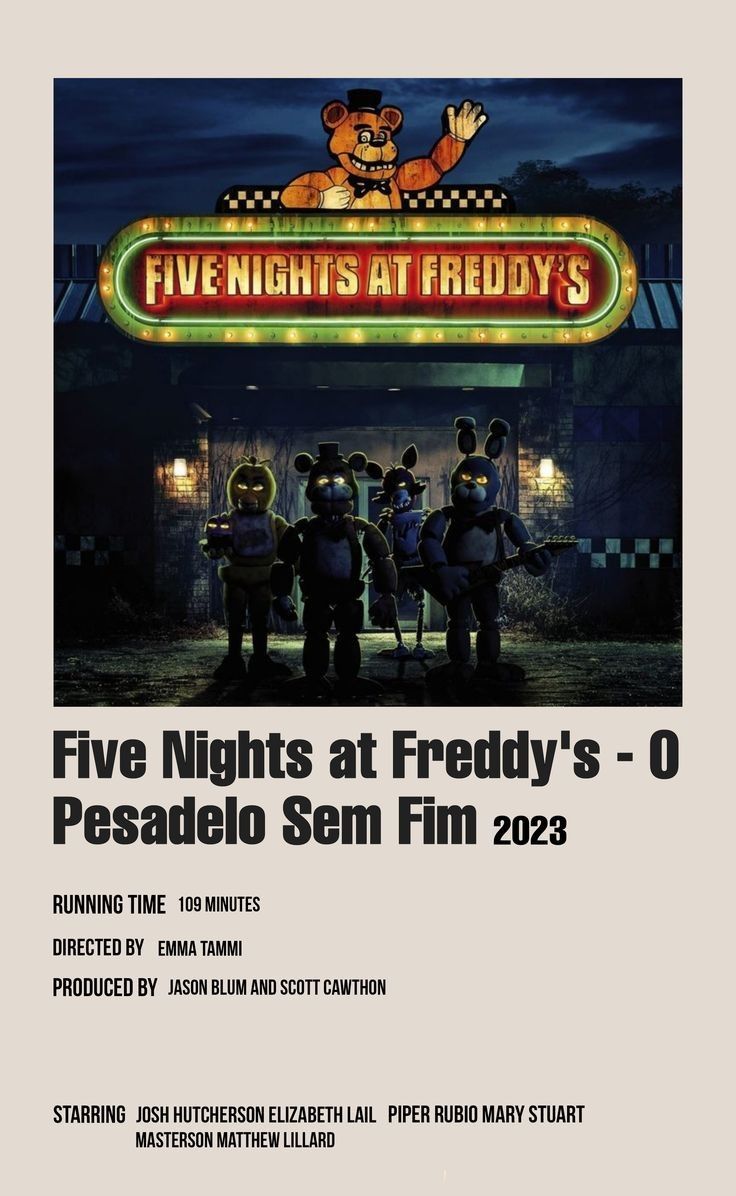 FIVE NIGHTS AT FREDDY'S
Five Nights at Freddy's - O
Pesadelo Sem Fim 2023
RUNNING TIME 109 MINUTES
DIRECTED BY EMMA TAMMI
PRODUCED BY JASON BLUM AND SCOTT CAWTHON
STARRING JOSH HUTCHERSON ELIZABETH LAIL PIPER RUBIO MARY STUART
MASTERSON MATTHEW LILLARD